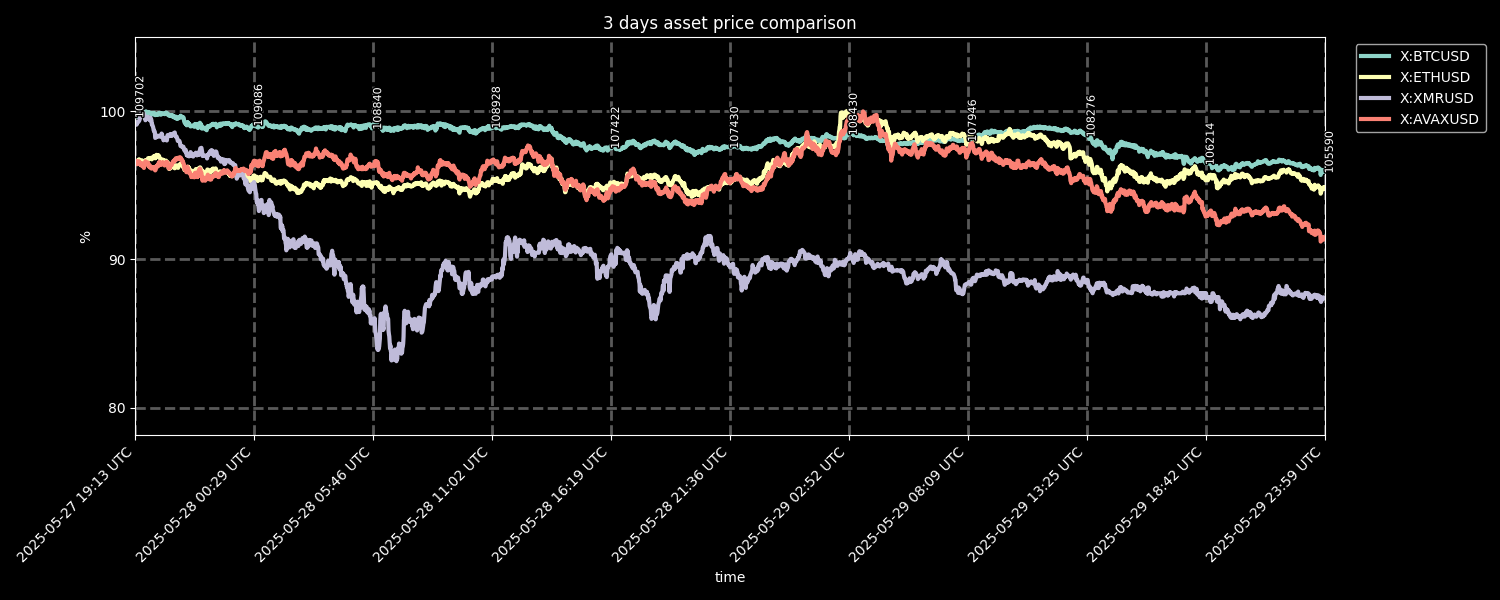 3 days asset price comparison
X:BTCUSD
X:ETHUSD
X:XMRUSD
X:AVAXUSD
109702
109086
108840
108928
107422
107430
108430
107946
108276
106214
105590
100
90
80
%
2025-05-27 19:13 UTC
2025-05-28 00:29 UTC
2025-05-28 05:46 UTC
2025-05-28 11:02 UTC
2025-05-28 16:19 UTC
2025-05-28 21:36 UTC
2025-05-29 02:52 UTC
2025-05-29 08:09 UTC
2025-05-29 13:25 UTC
2025-05-29 18:42 UTC
2025-05-29 23:59 UTC
time